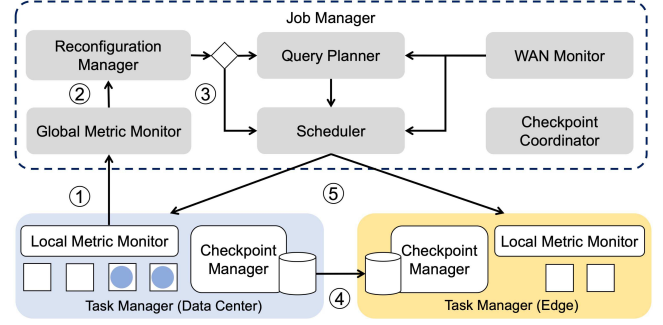 Job Manager
Reconfiguration
Manager
Query Planner
WAN Monitor
②
③
Global Metric Monitor
Scheduler
Checkpoint
Coordinator
①
⑤
Local Metric Monitor
Checkpoint
Manager
Checkpoint
Manager
Local Metric Monitor
④
Task Manager (Data Center)
Task Manager (Edge)